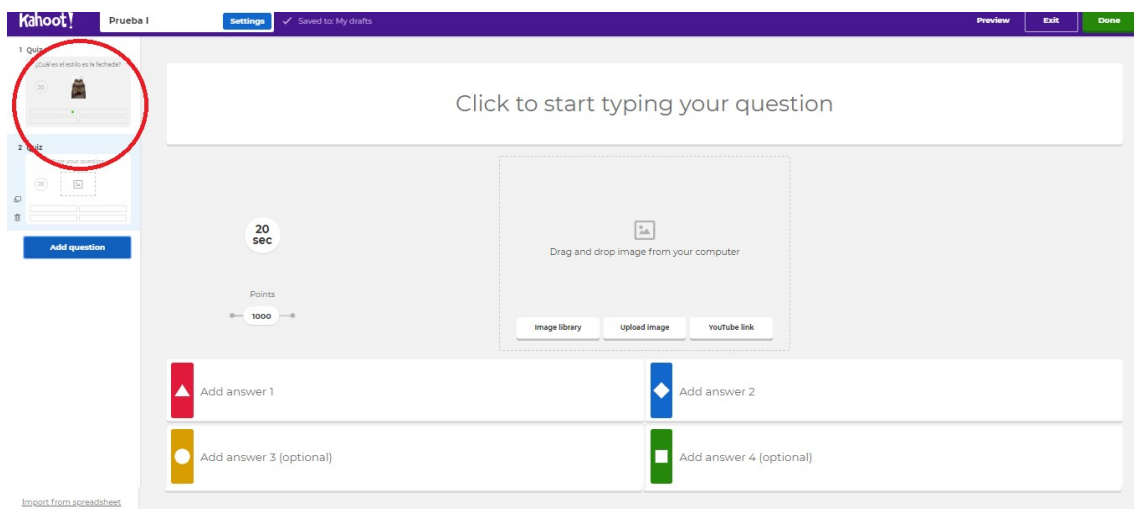 Kahoot!
Prueba I
Settings
✓ Saved to: My drafts
Preview
Exit
Done
1 Quiz
¿Cuál es el estilo es la fachada?
20
2 Quiz
Type your question
20
Add question
Import from spreadsheet
Click to start typing your question
20
sec
Points
1000
Drag and drop image from your computer
Image library
Upload image
YouTube link
Add answer 1
Add answer 2
Add answer 3 (optional)
Add answer 4 (optional)